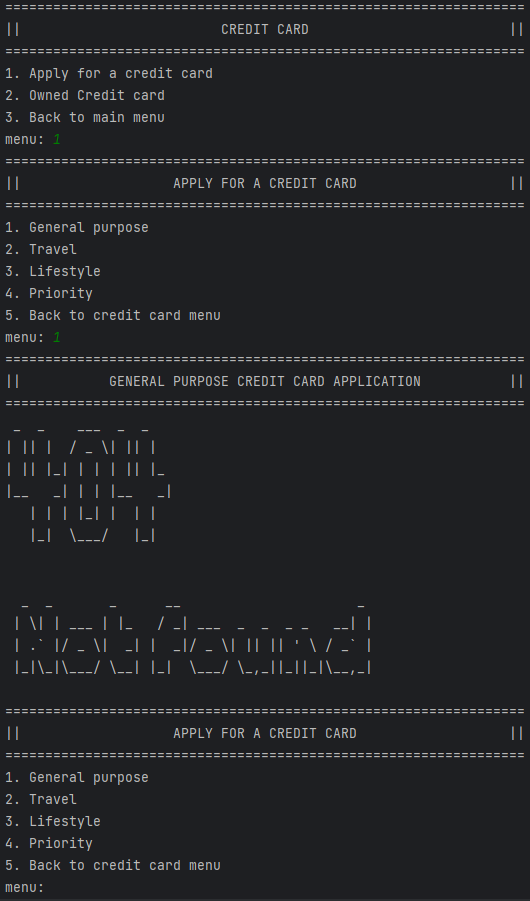 =================================================================
||                         CREDIT CARD                         ||
=================================================================
1. Apply for a credit card
2. Owned Credit card
3. Back to main menu
menu: 1
=================================================================
||                   APPLY FOR A CREDIT CARD                   ||
=================================================================
1. General purpose
2. Travel
3. Lifestyle
4. Priority
5. Back to credit card menu
menu: 1
=================================================================
||           GENERAL PURPOSE CREDIT CARD APPLICATION           ||
=================================================================
 _  _    ___  _  _
| || |  / _ \| || |
| || |_| | | | || |_
|__   _| | | |__   _|
   | | | |_| |  | |
   |_|  \___/   |_|
  _  _       _      __                      _
 | \| | ___ | |_   / _| ___  _  _  _ _   __| |
 | .` |/ _ \|  _| |  _|/ _ \| || || ' \ / _` |
 |_|\_|\___/ \__| |_|  \___/ \_,_||_||_|\__,_|
=================================================================
||                   APPLY FOR A CREDIT CARD                   ||
=================================================================
1. General purpose
2. Travel
3. Lifestyle
4. Priority
5. Back to credit card menu
menu: